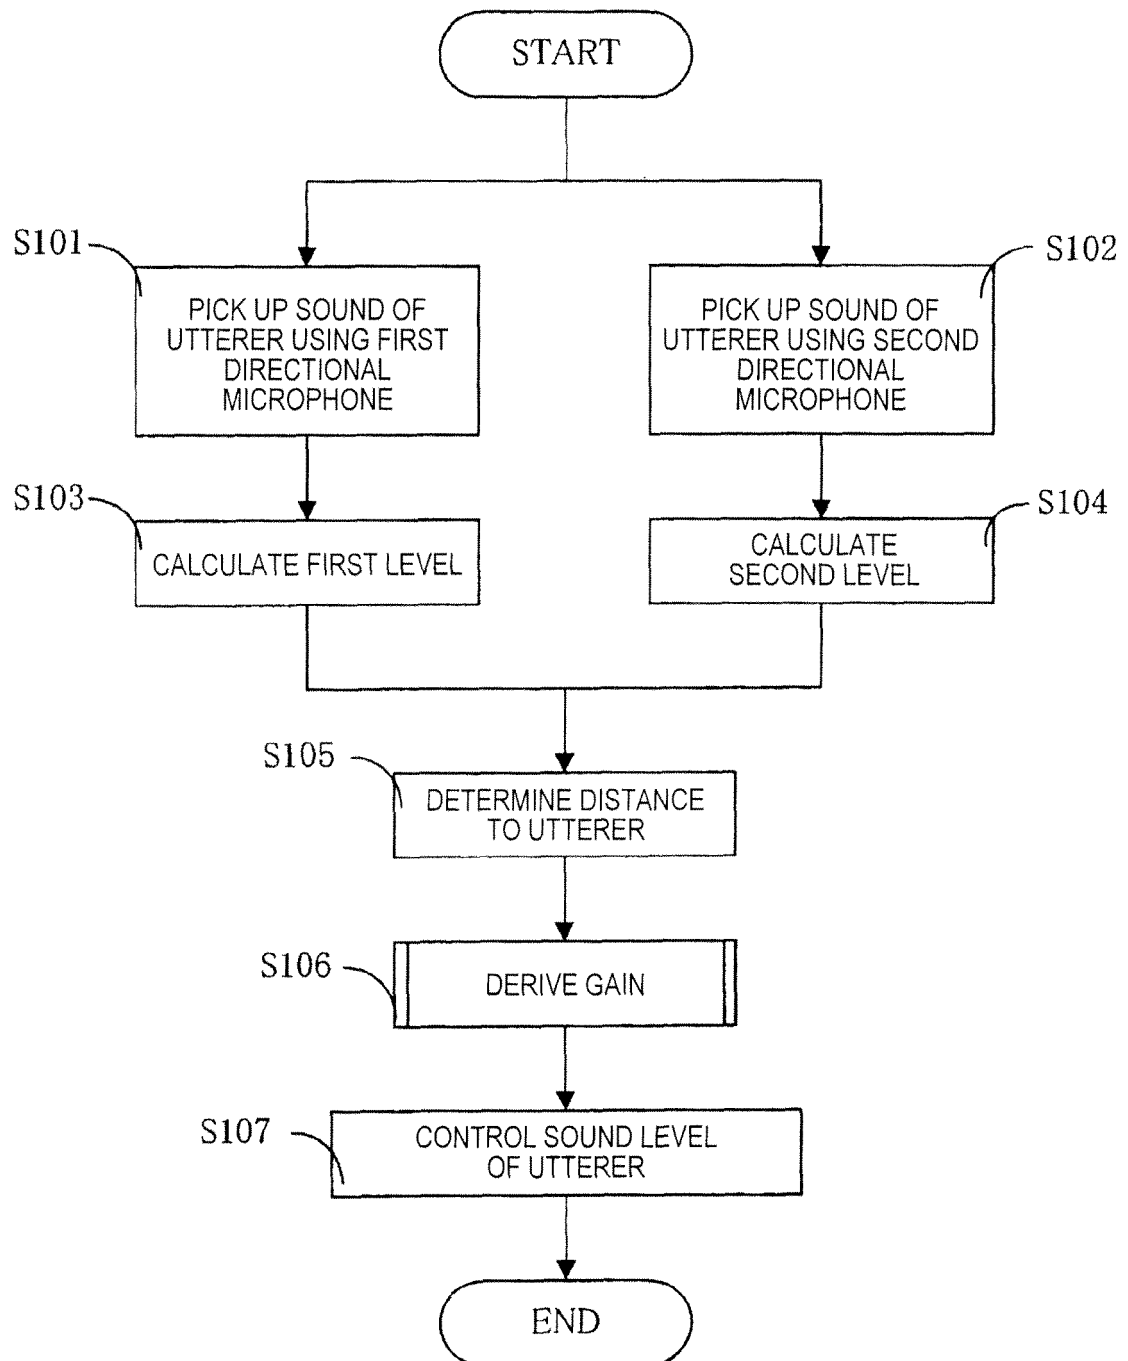 START
S101
PICK UP SOUND OF
UTTERER USING FIRST
DIRECTIONAL
MICROPHONE
S102
PICK UP SOUND OF
UTTERER USING SECOND
DIRECTIONAL
MICROPHONE
S103
CALCULATE FIRST LEVEL
S104
CALCULATE
SECOND LEVEL
S105
DETERMINE DISTANCE
TO UTTERER
S106
DERIVE GAIN
S107
CONTROL SOUND LEVEL
OF UTTERER
END